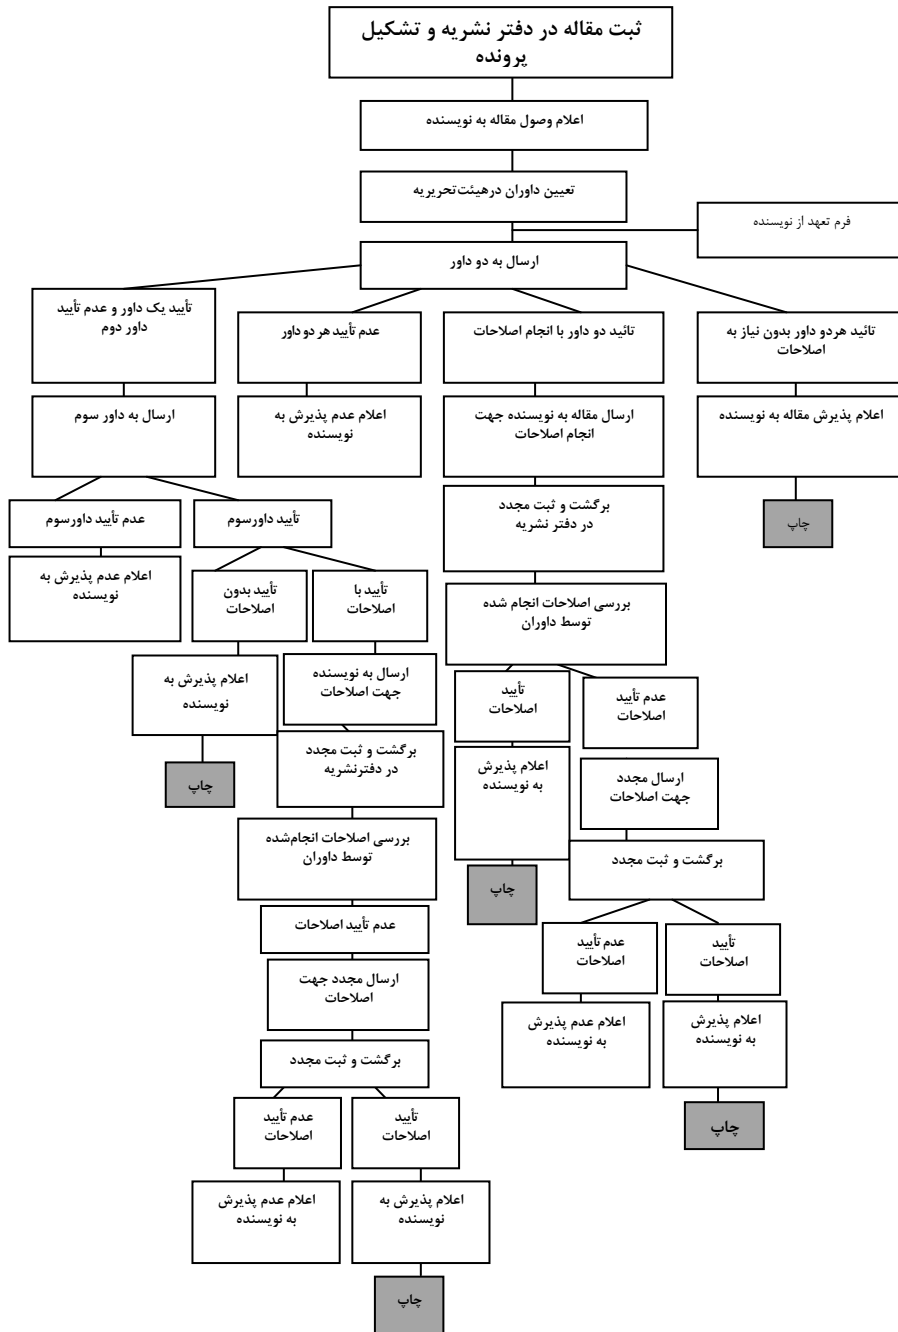 ثبت مقاله در دفتر نشریه و تشکیل
پرونده
اعلام وصول مقاله به نویسنده
تعیین داوران درهیئت‌تحریریه
فرم تعهد از نویسنده
ارسال به دو داور
تائید هردو داور بدون نیاز به
اصلاحات
تائید دو داور با انجام اصلاحات
عدم تأیید هر دو داور
تأیید یک داور و عدم تأیید
داور دوم
اعلام پذیرش مقاله به نویسنده
ارسال مقاله به نویسنده جهت
انجام اصلاحات
اعلام عدم پذیرش به
نویسنده
ارسال به داور سوم
چاپ
برگشت و ثبت مجدد
در دفتر نشریه
تأیید داورسوم
عدم تأیید داورسوم
بررسی اصلاحات انجام شده
توسط داوران
تأیید با
اصلاحات
تأیید بدون
اصلاحات
اعلام عدم پذیرش به
نویسنده
عدم تأیید
اصلاحات
تأیید
اصلاحات
ارسال به نویسنده
جهت اصلاحات
اعلام پذیرش به
نویسنده
ارسال مجدد
جهت اصلاحات
اعلام پذیرش
به نویسنده
برگشت و ثبت مجدد
در دفترنشریه
چاپ
برگشت و ثبت مجدد
چاپ
بررسی اصلاحات انجام‌شده
توسط داوران
تأیید
اصلاحات
عدم تأیید
اصلاحات
عدم تأیید اصلاحات
اعلام پذیرش
به نویسنده
اعلام عدم پذیرش
به نویسنده
ارسال مجدد جهت
اصلاحات
چاپ
برگشت و ثبت مجدد
تأیید
اصلاحات
عدم تأیید
اصلاحات
اعلام پذیرش به
نویسنده
اعلام عدم پذیرش
به نویسنده
چاپ